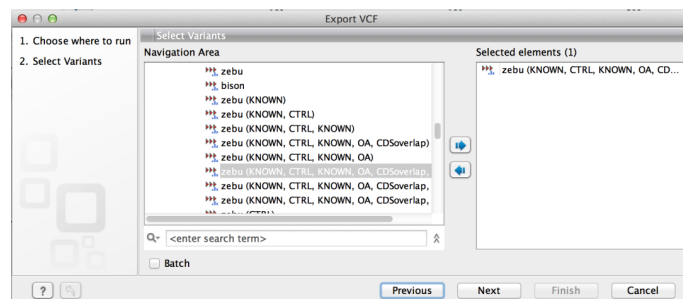 Export VCF
1. Choose where to run
2. Select Variants
Select Variants
Navigation Area
zebu
bison
zebu (KNOWN)
zebu (KNOWN, CTRL)
zebu (KNOWN, CTRL, KNOWN)
zebu (KNOWN, CTRL, KNOWN, OA, CDSoverlap)
zebu (KNOWN, CTRL, KNOWN, OA)
zebu (KNOWN, CTRL, KNOWN, OA, CDSoverlap,
zebu (KNOWN, CTRL, KNOWN, OA, CDSoverlap,
zebu (KNOWN, CTRL, KNOWN, OA, CDSoverlap,
zebu (CTRL)
<enter search term>
Batch
Selected elements (1)
zebu (KNOWN, CTRL, KNOWN, OA, CD...
?
Previous
Next
Finish
Cancel